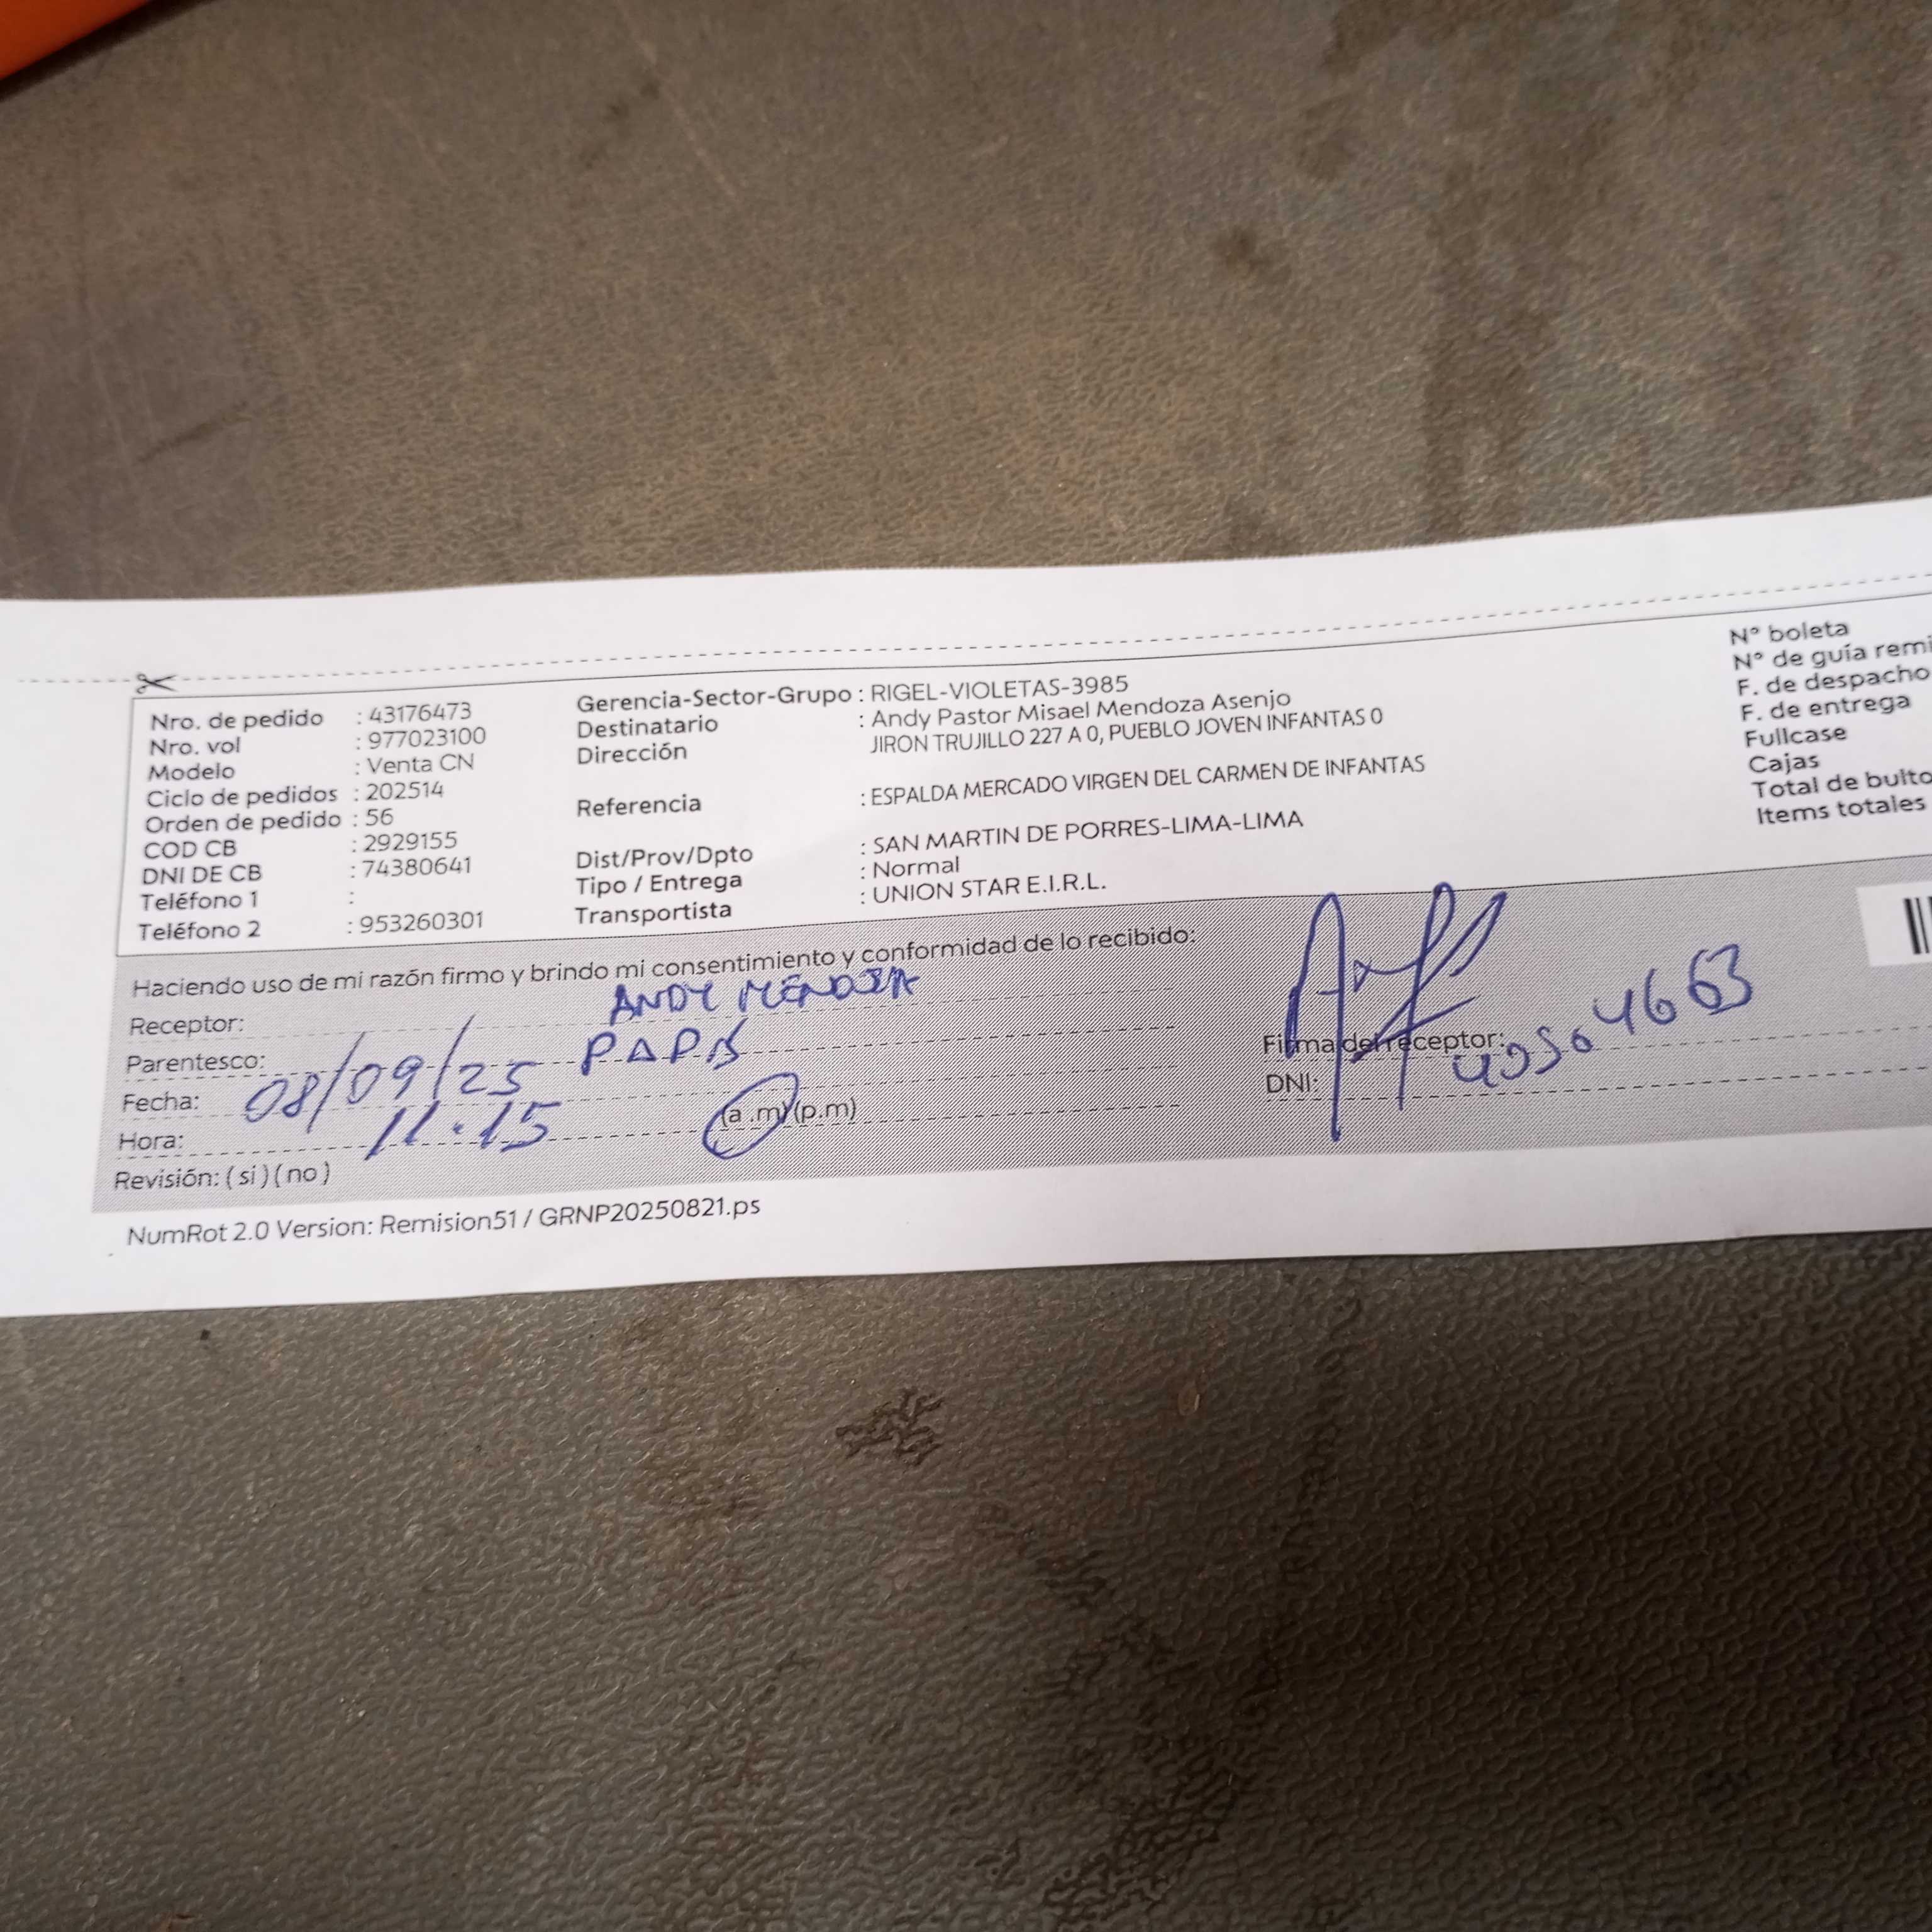 Nro. de pedido : 43176473
Nro. vol : 977023100
Modelo : Venta CN
Ciclo de pedidos : 202514
Orden de pedido : 56
COD CB : 2929155
DNI DE CB : 74380641
Teléfono 1 :
Teléfono 2 : 953260301
Gerencia-Sector-Grupo : RIGEL-VIOLETAS-3985
Destinatario : Andy Pastor Misael Mendoza Asenjo
Dirección JIRON TRUJILLO 227 A 0, PUEBLO JOVEN INFANTAS 0
Referencia : ESPALDA MERCADO VIRGEN DEL CARMEN DE INFANTAS
Dist/Prov/Dpto : SAN MARTIN DE PORRES-LIMA-LIMA
Tipo / Entrega : Normal
Transportista : UNION STAR E.I.R.L.
N° boleta
N° de guía remi
F. de despacho
F. de entrega
Fullcase
Cajas
Total de bulto
Items totales
Haciendo uso de mi razón firmo y brindo mi consentimiento y conformidad de lo recibido:
Receptor: ANDY MENDOZA
Parentesco: PAPA
Fecha: 08/09/25
Hora: 11.15 (a .m) (p.m)
Revisión: ( si ) ( no )
Firma del receptor:
DNI:
NumRot 2.0 Version: Remision51 / GRNP20250821.ps